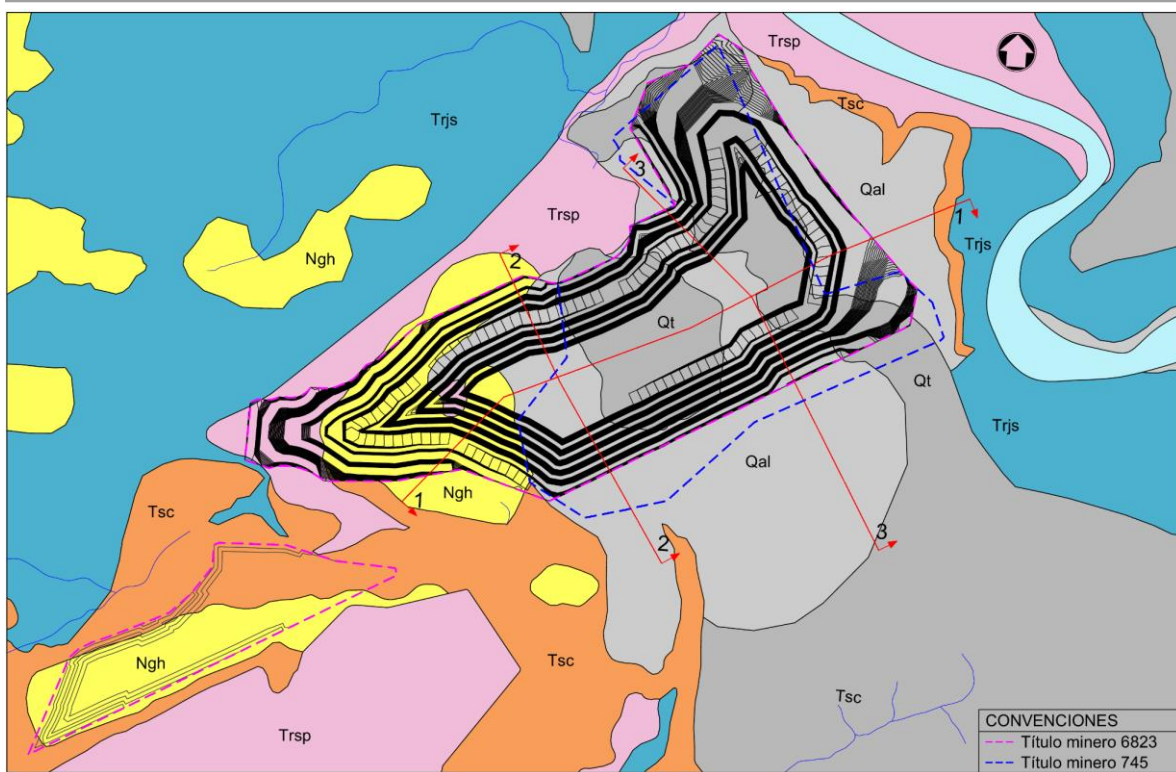 Trsp
Tsc
Trjs
Qal
3
1
Trsp
Trjs
2
Ngh
Qt
Qt
Trjs
Qal
Ngh
1
Tsc
3
2
Ngh
Tsc
Tsc
Trsp
CONVENCIONES
Título minero 6823
Título minero 745